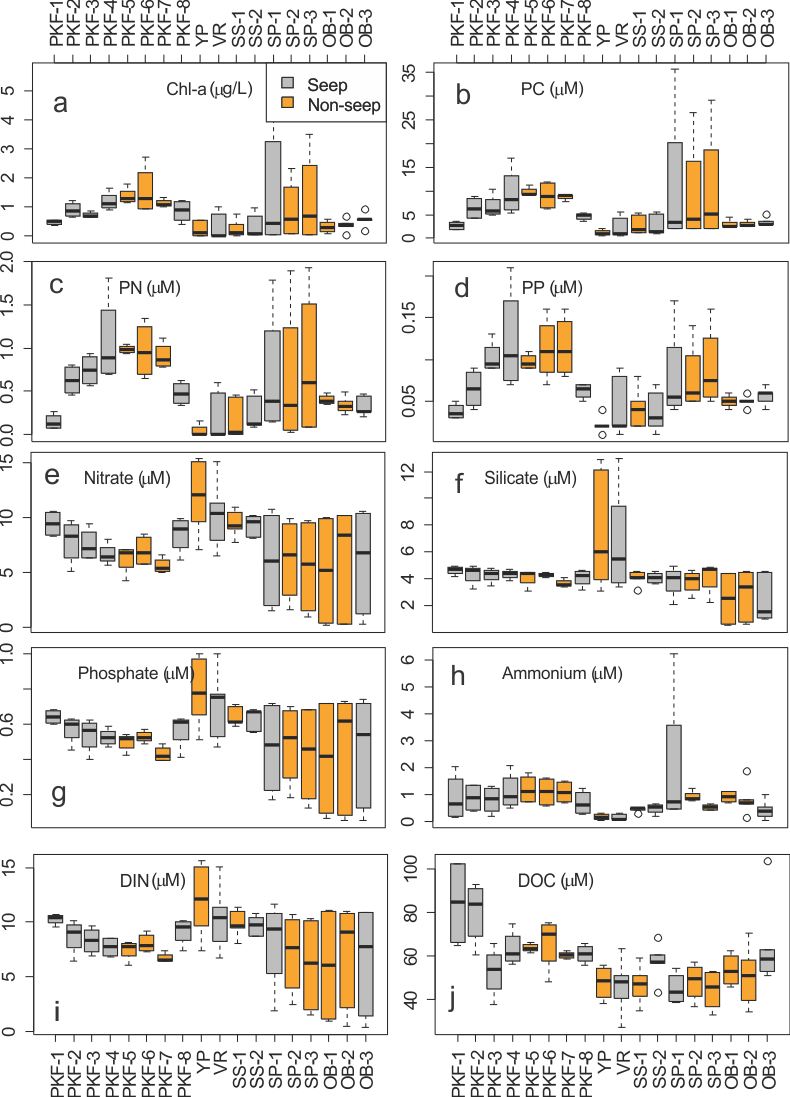 PKF-1 PKF-2 PKF-3 PKF-4 PKF-5 PKF-6 PKF-7 PKF-8 YP VR SS-1 SS-2 SP-1 SP-2 SP-3 OB-1 OB-2 OB-3
PKF-1 PKF-2 PKF-3 PKF-4 PKF-5 PKF-6 PKF-7 PKF-8 YP VR SS-1 SS-2 SP-1 SP-2 SP-3 OB-1 OB-2 OB-3
a
Chl-a (µg/L)
Seep
Non-seep
5
4
3
2
1
0
b
PC (µM)
35
25
15
5
0
c
PN (µM)
2.0
1.0
0.5
0.0
d
PP (µM)
0.15
0.05
e
Nitrate (µM)
15
10
5
0
f
Silicate (µM)
12
10
8
6
4
2
Phosphate (µM)
g
1.0
0.6
0.2
h
Ammonium (µM)
6
5
4
3
2
1
0
DIN (µM)
i
15
10
5
0
DOC (µM)
j
100
80
60
40
PKF-1 PKF-2 PKF-3 PKF-4 PKF-5 PKF-6 PKF-7 PKF-8 YP VR SS-1 SS-2 SP-1 SP-2 SP-3 OB-1 OB-2 OB-3
PKF-1 PKF-2 PKF-3 PKF-4 PKF-5 PKF-6 PKF-7 PKF-8 YP VR SS-1 SS-2 SP-1 SP-2 SP-3 OB-1 OB-2 OB-3